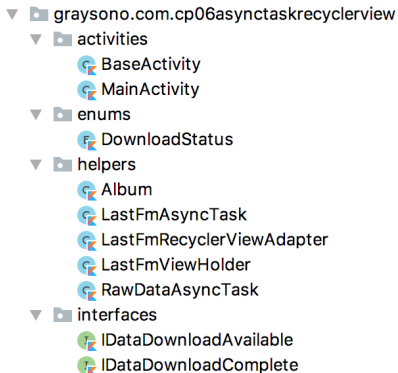 graysono.com.cp06asynctaskrecyclerview
activities
BaseActivity
MainActivity
enums
DownloadStatus
helpers
Album
LastFmAsyncTask
LastFmRecyclerViewAdapter
LastFmViewHolder
RawDataAsyncTask
interfaces
IDataDownloadAvailable
IDataDownloadComplete